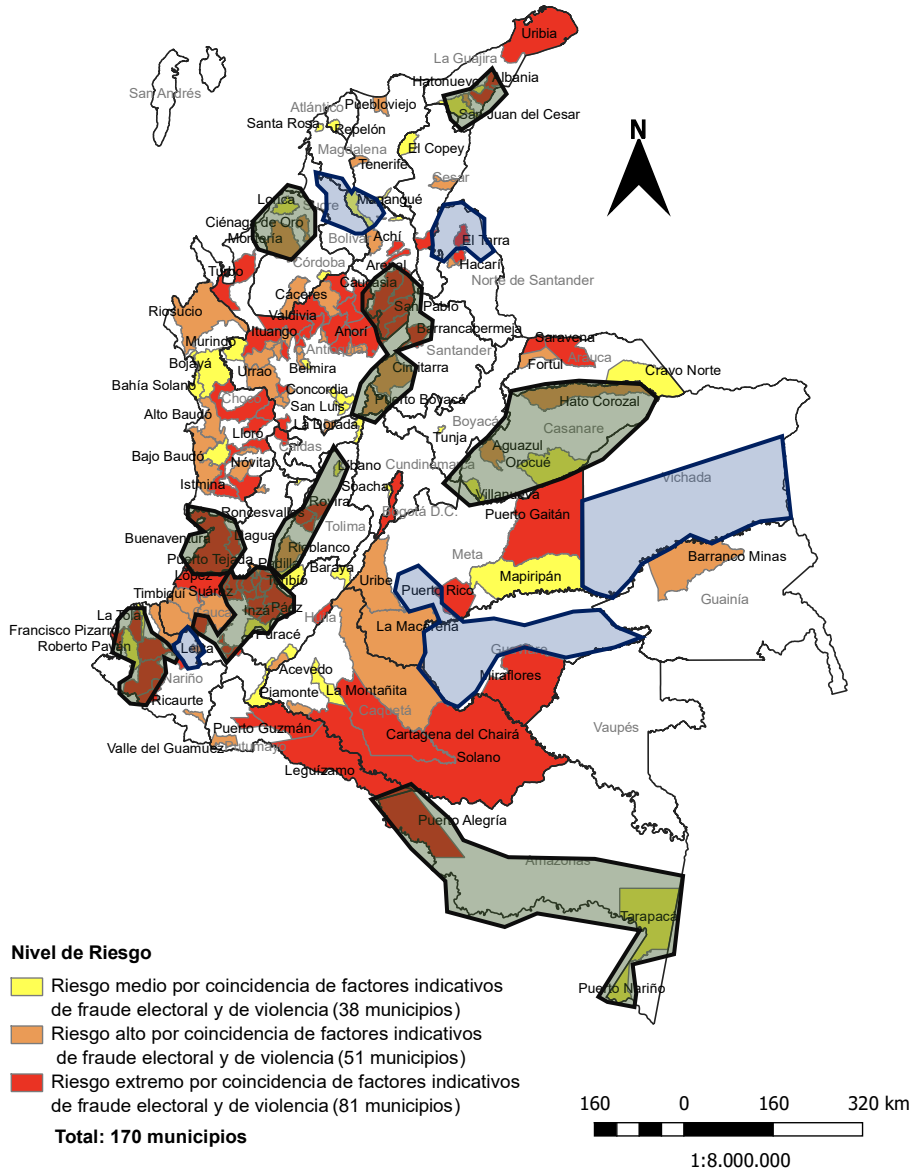 Uribia
La Guajira
Hatonuevo
Albania
San Andrés
Atlántico
Puebloviejo
San Juan del Cesar
Santa Rosa
Repelón
Magdalena
El Copey
N
Tenerife
Cesar
Lorica
Sucre
Magangué
Ciénaga de Oro
Montería
Bolívar
Achí
El Tarra
Córdoba
Arenal
Hacarí
Turbo
Caucasia
Norte de Santander
Cáceres
San Pablo
Riosucio
Valdivia
Ituango
Anorí
Barrancabermeja
Murindó
Antioquia
Santander
Saravena
Bojayá
Urrao
Belmira
Cimitarra
Arauca
Fortul
Cravo Norte
Bahía Solano
Concordia
Chocó
San Luis
Puerto Boyacá
Hato Corozal
Alto Baudó
La Dorada
Boyacá
Casanare
Lloró
Tunja
Caldas
Aguazul
Bajo Baudó
Nóvita
Líbano
Cundinamarca
Orocué
Istmina
Soacha
Villanueva
Vichada
Rovira
Bogotá D.C.
Puerto Gaitán
Roncesvalles
Tolima
Buenaventura
Dagua
Rioblanco
Meta
Barranco Minas
Puerto Tejada
Padilla
López
Timbío
Baraya
Uribe
Mapiripán
Timbiquí
Suárez
Puerto Rico
Guainía
La Tola
Cauca
Inzá
Páez
Huila
La Macarena
Francisco Pizarro
Puracé
Roberto Payán
Leiva
Guaviare
Nariño
Acevedo
Miraflores
Ricaurte
Piamonte
La Montañita
Caquetá
Puerto Guzmán
Vaupés
Valle del Guamuez
Putumayo
Cartagena del Chairá
Solano
Leguízamo
Puerto Alegría
Amazonas
Tarapacá
Puerto Nariño
Nivel de Riesgo
Riesgo medio por coincidencia de factores indicativos
de fraude electoral y de violencia (38 municipios)
Riesgo alto por coincidencia de factores indicativos
de fraude electoral y de violencia (51 municipios)
Riesgo extremo por coincidencia de factores indicativos
de fraude electoral y de violencia (81 municipios)
Total: 170 municipios
160 0 160 320 km
1:8.000.000